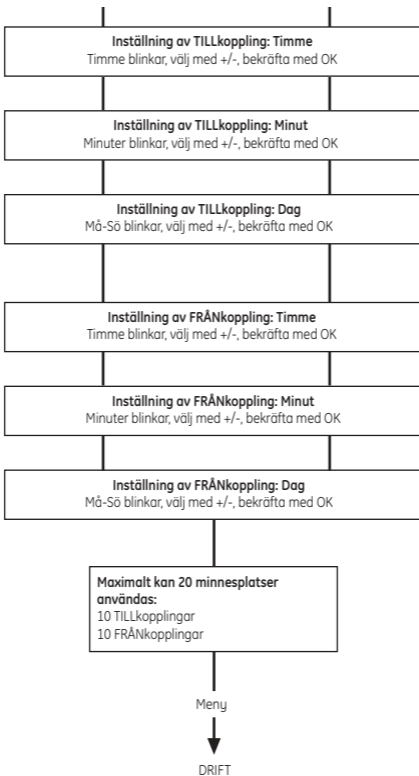 Inställning av TILLkoppling: Timme
Timme blinkar, välj med +/-, bekräfta med OK
Inställning av TILLkoppling: Minut
Minuter blinkar, välj med +/-, bekräfta med OK
Inställning av TILLkoppling: Dag
Må-Sö blinkar, välj med +/-, bekräfta med OK
Inställning av FRÅNkoppling: Timme
Timme blinkar, välj med +/-, bekräfta med OK
Inställning av FRÅNkoppling: Minut
Minuter blinkar, välj med +/-, bekräfta med OK
Inställning av FRÅNkoppling: Dag
Må-Sö blinkar, välj med +/-, bekräfta med OK
Maximalt kan 20 minnesplatser
användas:
10 TILLkopplingar
10 FRÅNkopplingar
Meny
DRIFT